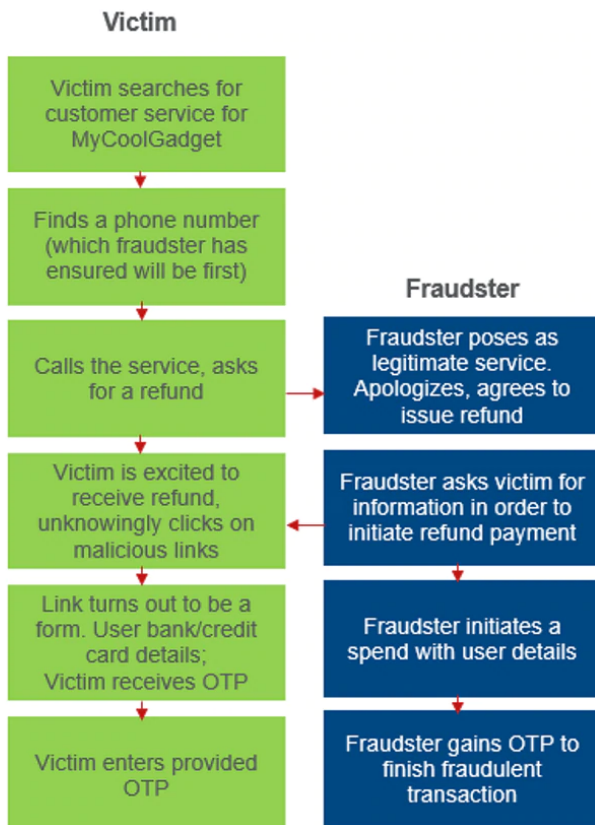 Victim
Victim searches for
customer service for
MyCoolGadget
Finds a phone number
(which fraudster has
ensured will be first)
Calls the service, asks
for a refund
Victim is excited to
receive refund,
unknowingly clicks on
malicious links
Link turns out to be a
form. User bank/credit
card details;
Victim receives OTP
Victim enters provided
OTP
Fraudster
Fraudster poses as
legitimate service.
Apologizes, agrees to
issue refund
Fraudster asks victim for
information in order to
initiate refund payment
Fraudster initiates a
spend with user details
Fraudster gains OTP to
finish fraudulent
transaction